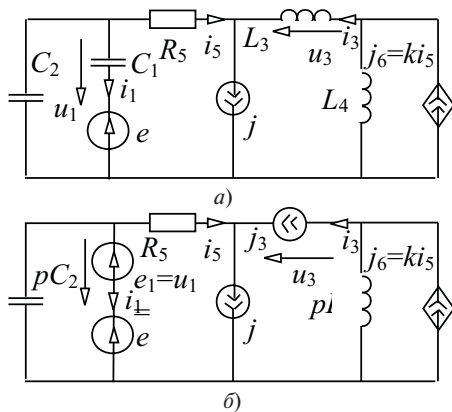 C₂ C₁ R₅ i₅ L₃ u₃ i₃ j₆=ki₅
u₁ i₁ L₄
e j
а)
pC₂ R₅ i₅ j₃ i₃ j₆=ki₅
e₁=u₁ u₃
i₁ p
e j
б)